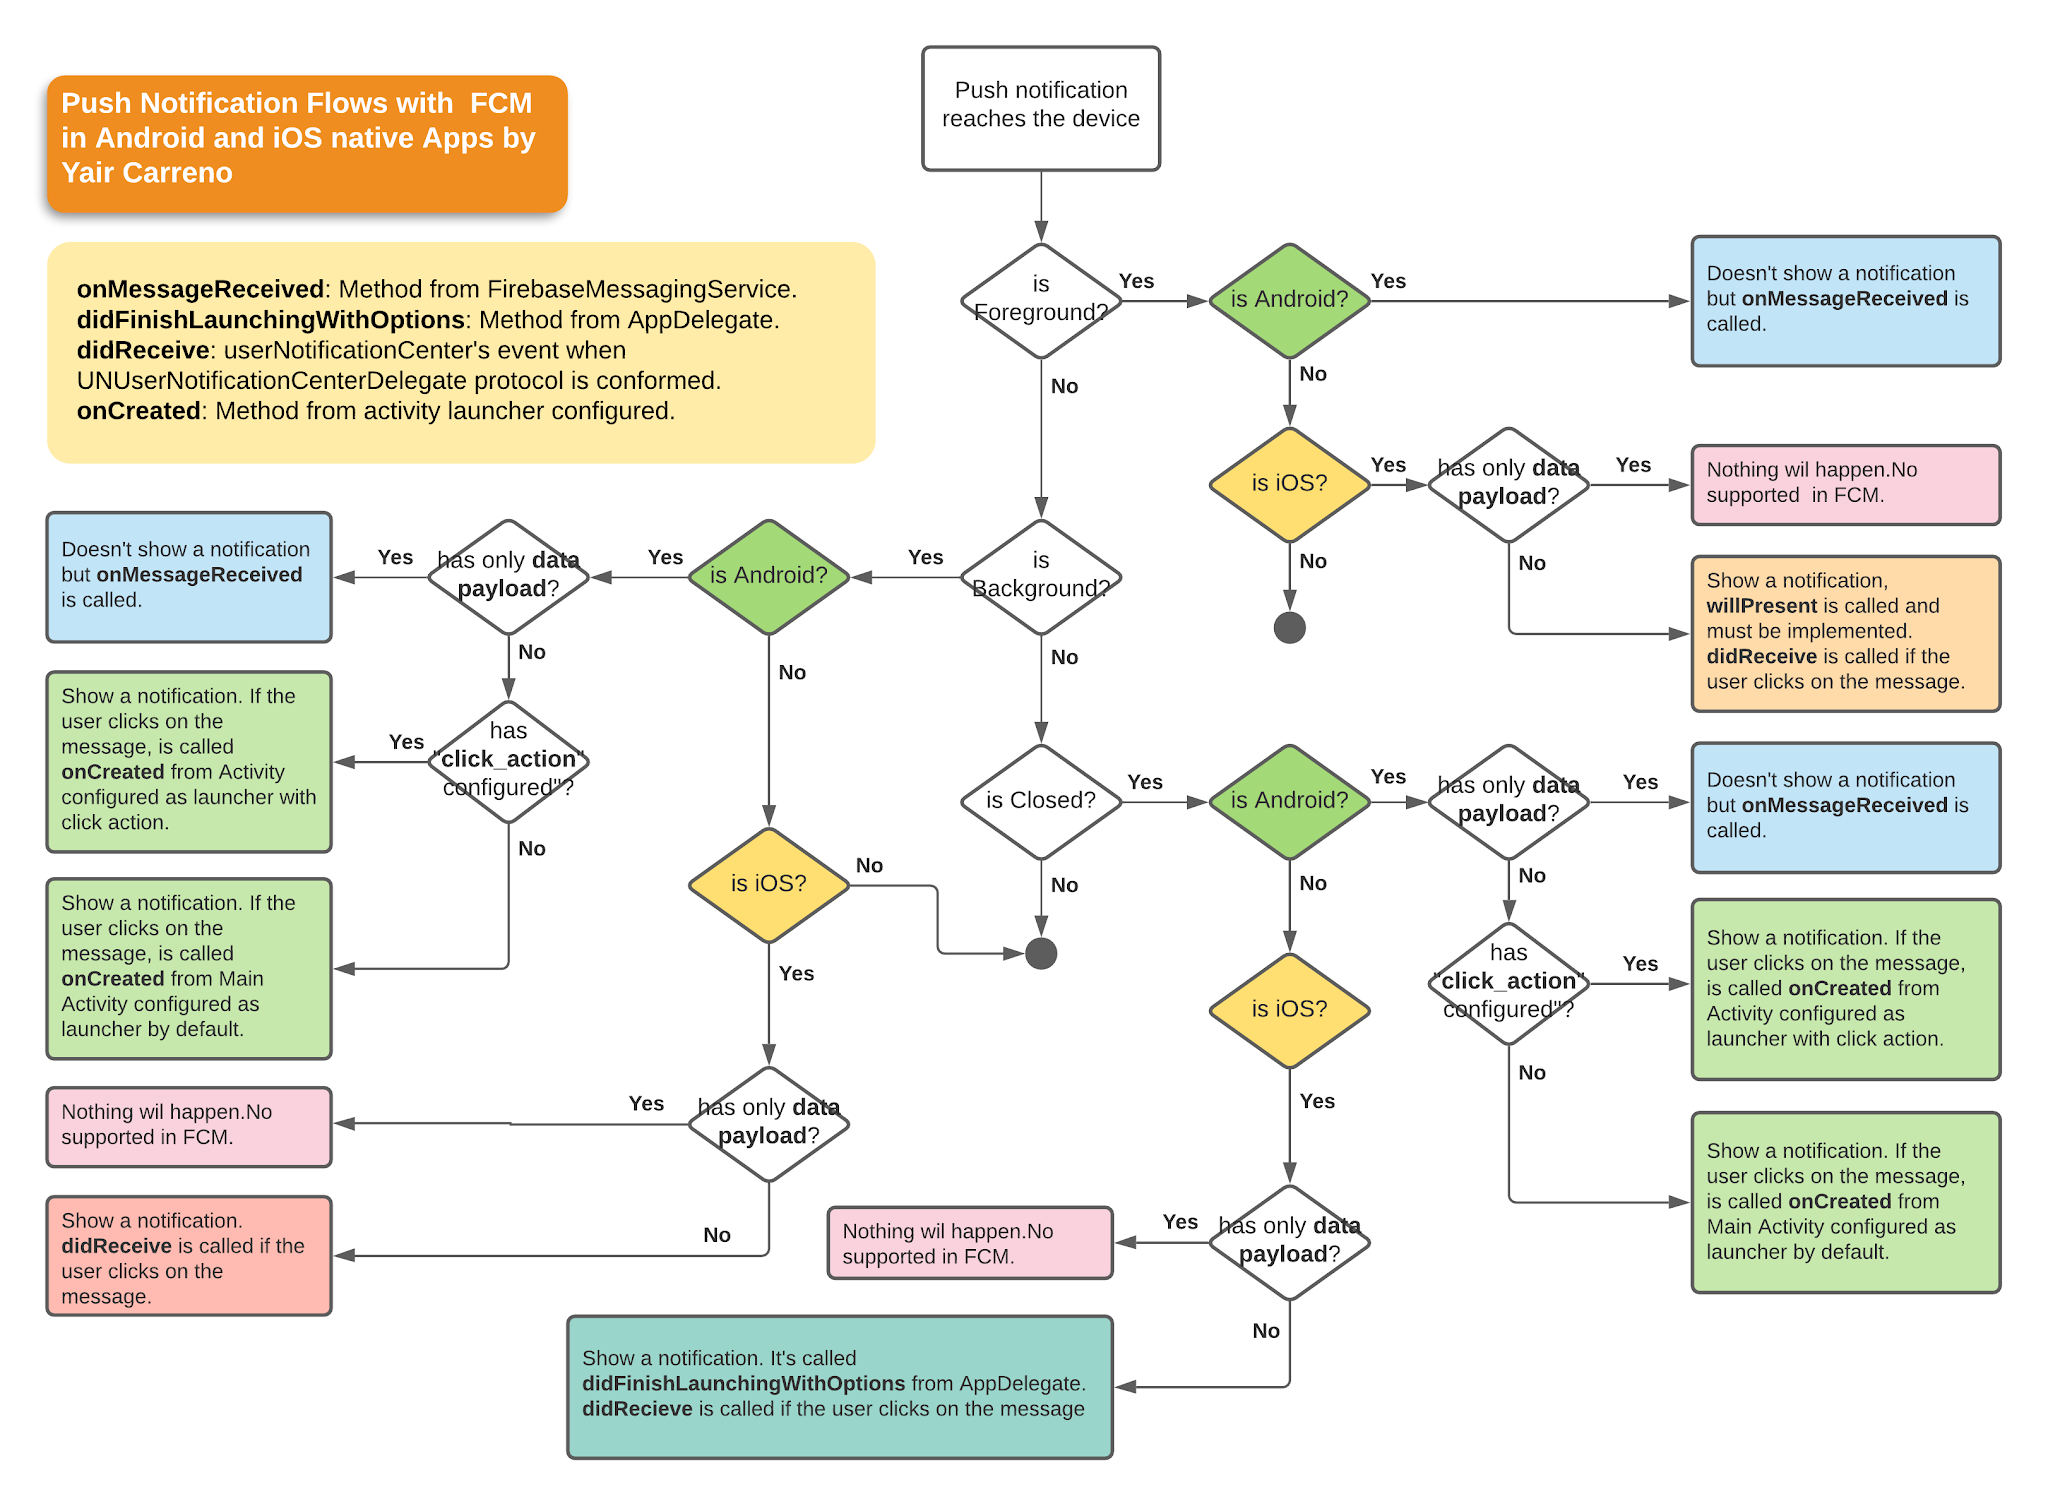 Push Notification Flows with  FCM
in Android and iOS native Apps by
Yair Carreno
Push notification
reaches the device
onMessageReceived: Method from FirebaseMessagingService.
didFinishLaunchingWithOptions: Method from AppDelegate.
didReceive: userNotificationCenter's event when
UNUserNotificationCenterDelegate protocol is conformed.
onCreated: Method from activity launcher configured.
is
Foreground?
Yes
is Android?
Yes
Doesn't show a notification
but onMessageReceived is
called.
No
No
is iOS?
Yes
has only data
payload?
Yes
Nothing wil happen.No
supported  in FCM.
No
No
Show a notification,
willPresent is called and
must be implemented.
didReceive is called if the
user clicks on the message.
is
Background?
Yes
is Android?
Yes
has only data
payload?
Yes
Doesn't show a notification
but onMessageReceived
is called.
No
No
No
has
"click_action"
configured"?
Yes
Show a notification. If the
user clicks on the
message, is called
onCreated from Activity
configured as launcher with
click action.
No
Show a notification. If the
user clicks on the
message, is called
onCreated from Main
Activity configured as
launcher by default.
is iOS?
No
Yes
has only data
payload?
Yes
Nothing wil happen.No
supported in FCM.
No
Show a notification.
didReceive is called if the
user clicks on the
message.
is Closed?
Yes
No
is Android?
Yes
has only data
payload?
Yes
Doesn't show a notification
but onMessageReceived is
called.
No
No
has
"click_action"
configured"?
Yes
Show a notification. If the
user clicks on the message,
is called onCreated from
Activity configured as
launcher with click action.
No
Show a notification. If the
user clicks on the message,
is called onCreated from
Main Activity configured as
launcher by default.
is iOS?
Yes
has only data
payload?
Yes
Nothing wil happen.No
supported in FCM.
No
Show a notification. It's called
didFinishLaunchingWithOptions from AppDelegate.
didRecieve is called if the user clicks on the message